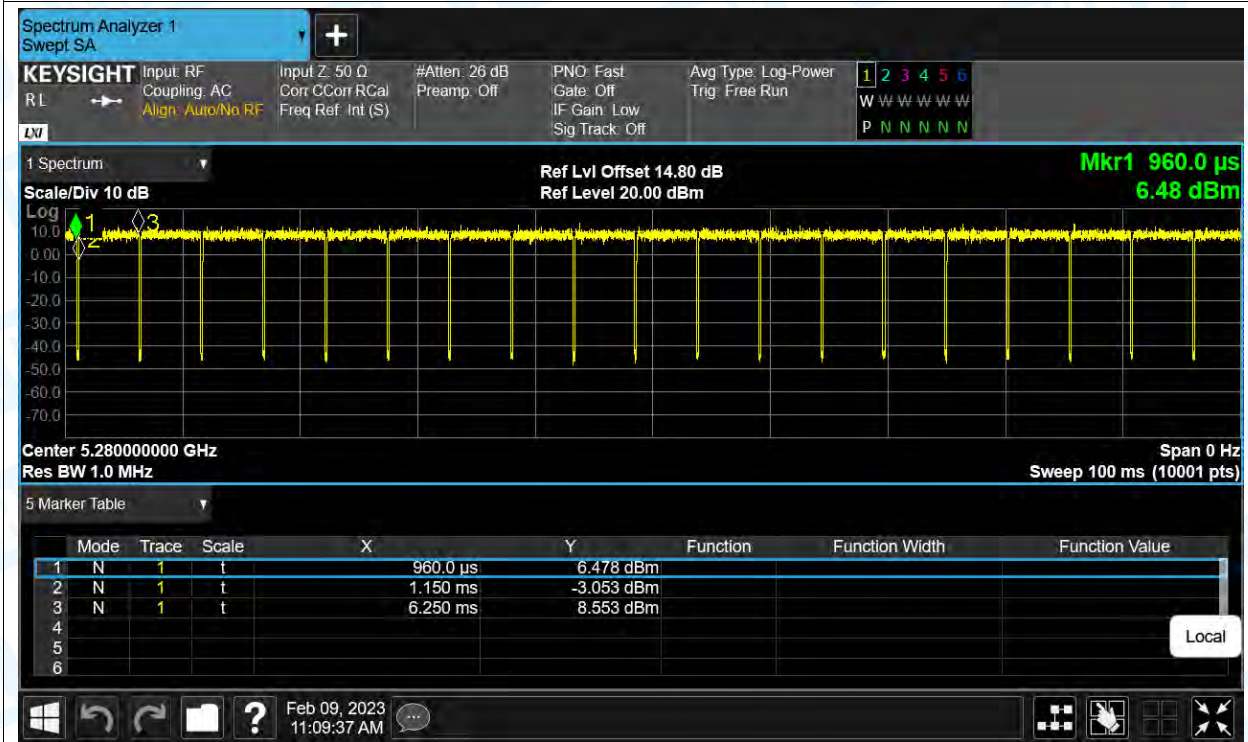 Spectrum Analyzer 1
Swept SA
+
KEYSIGHT Input: RF Input Z: 50 Ω #Atten: 26 dB PNO: Fast Avg Type: Log-Power 1 2 3 4 5 6
R L Coupling: AC Corr CCorr RCal Preamp: Off Gate: Off Trig: Free Run W W W W W W
Align: Auto/No RF Freq Ref: Int (S) IF Gain: Low
LXI Sig Track: Off P N N N N N
1 Spectrum Ref Lvl Offset 14.80 dB Mkr1 960.0 µs
Scale/Div 10 dB Ref Level 20.00 dBm 6.48 dBm
Log 1 3
10.0 2
0.00
-10.0
-20.0
-30.0
-40.0
-50.0
-60.0
-70.0
Center 5.280000000 GHz Span 0 Hz
Res BW 1.0 MHz Sweep 100 ms (10001 pts)
5 Marker Table
Mode Trace Scale X Y Function Function Width Function Value
1 N 1 t 960.0 µs 6.478 dBm
2 N 1 t 1.150 ms -3.053 dBm
3 N 1 t 6.250 ms 8.553 dBm
4
5 Local
6
? Feb 09, 2023
11:09:37 AM